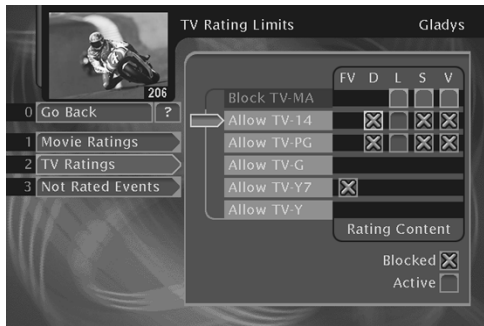 TV Rating Limits Gladys
206
FV D L S V
Block TV-MA
0 Go Back ?
Allow TV-14
1 Movie Ratings
Allow TV-PG
2 TV Ratings
Allow TV-G
3 Not Rated Events
Allow TV-Y7
Allow TV-Y
Rating Content
Blocked
Active